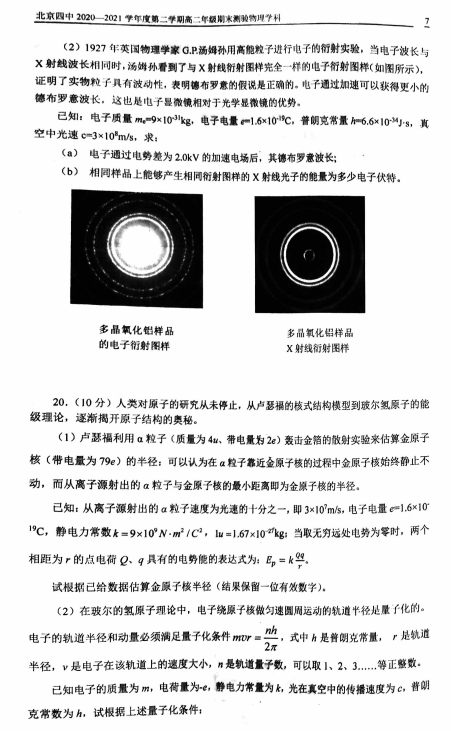 北京四中 2020—2021 学年度第二学期高二年级期末测验物理学科
7
（2）1927 年英国物理学家 G.P.汤姆孙用高能粒子进行电子的衍射实验，当电子波长与
X 射线波长相同时，汤姆孙看到了与 X 射线衍射图样完全一样的电子衍射图样（如图所示），
证明了实物粒子具有波动性，表明德布罗意的假说是正确的。电子通过加速可以获得更小的
德布罗意波长，这也是电子显微镜相对于光学显微镜的优势。
已知：电子质量 mₑ=9×10⁻³¹kg，电子电量 e=1.6×10⁻¹⁹C，普朗克常量 h=6.6×10⁻³⁴J·s，真
空中光速 c=3×10⁸m/s，求：
（a） 电子通过电势差为 2.0kV 的加速电场后，其德布罗意波长；
（b） 相同样品上能够产生相同衍射图样的 X 射线光子的能量为多少电子伏特。
多晶氧化铝样品
的电子衍射图样
多晶氧化铝样品
X 射线衍射图样
20.（10 分）人类对原子的研究从未停止，从卢瑟福的核式结构模型到玻尔氢原子的能
级理论，逐渐揭开原子结构的奥秘。
（1）卢瑟福利用 α 粒子（质量为 4u、带电量为 2e）轰击金箔的散射实验来估算金原子
核（带电量为 79e）的半径：可以认为在 α 粒子靠近金原子核的过程中金原子核始终静止不
动，而从离子源射出的 α 粒子与金原子核的最小距离即为金原子核的半径。
已知：从离子源射出的 α 粒子速度为光速的十分之一，即 3×10⁷m/s，电子电量 e=1.6×10⁻
¹⁹C，静电力常数 k = 9×10⁹ N·m² / C²，1u =1.67×10⁻²⁷kg；当取无穷远处电势为零时，两个
相距为 r 的点电荷 Q、q 具有的电势能的表达式为：Eₚ = k Qq/r。
试根据已给数据估算金原子核半径（结果保留一位有效数字）。
（2）在玻尔的氢原子理论中，电子绕原子核做匀速圆周运动的轨道半径是量子化的。
电子的轨道半径和动量必须满足量子化条件 mvr = nh/2π，式中 h 是普朗克常量， r 是轨道
半径，v 是电子在该轨道上的速度大小，n 是轨道量子数，可以取 1、2、3……等正整数。
已知电子的质量为 m，电荷量为-e，静电力常量为 k，光在真空中的传播速度为 c，普朗
克常数为 h，试根据上述量子化条件：